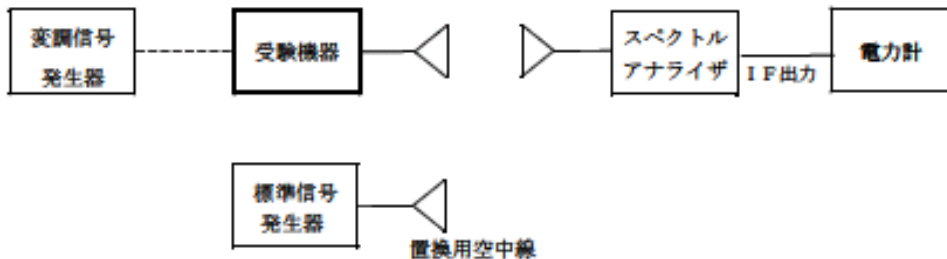 変調信号
発生器
受験機器
スペクトル
アナライザ
ＩＦ出力
電力計
標準信号
発生器
置換用空中線